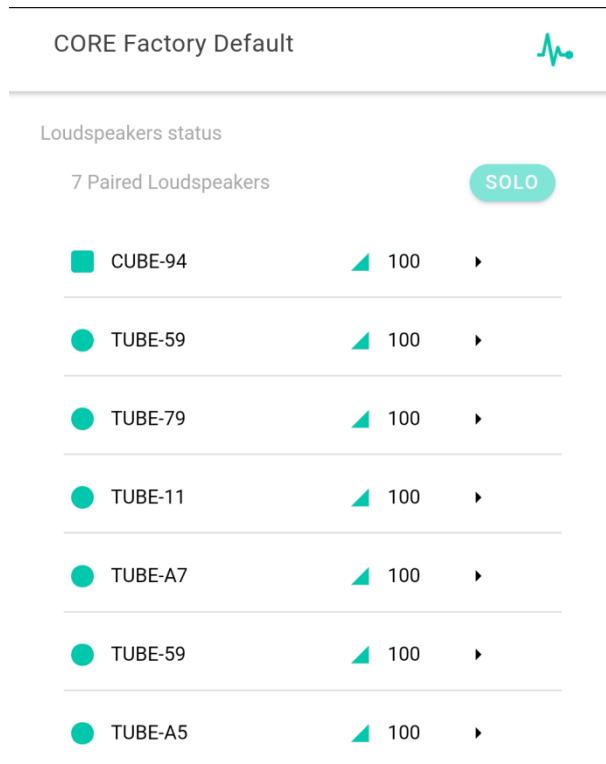 CORE Factory Default
Loudspeakers status
7 Paired Loudspeakers SOLO
CUBE-94 100
TUBE-59 100
TUBE-79 100
TUBE-11 100
TUBE-A7 100
TUBE-59 100
TUBE-A5 100